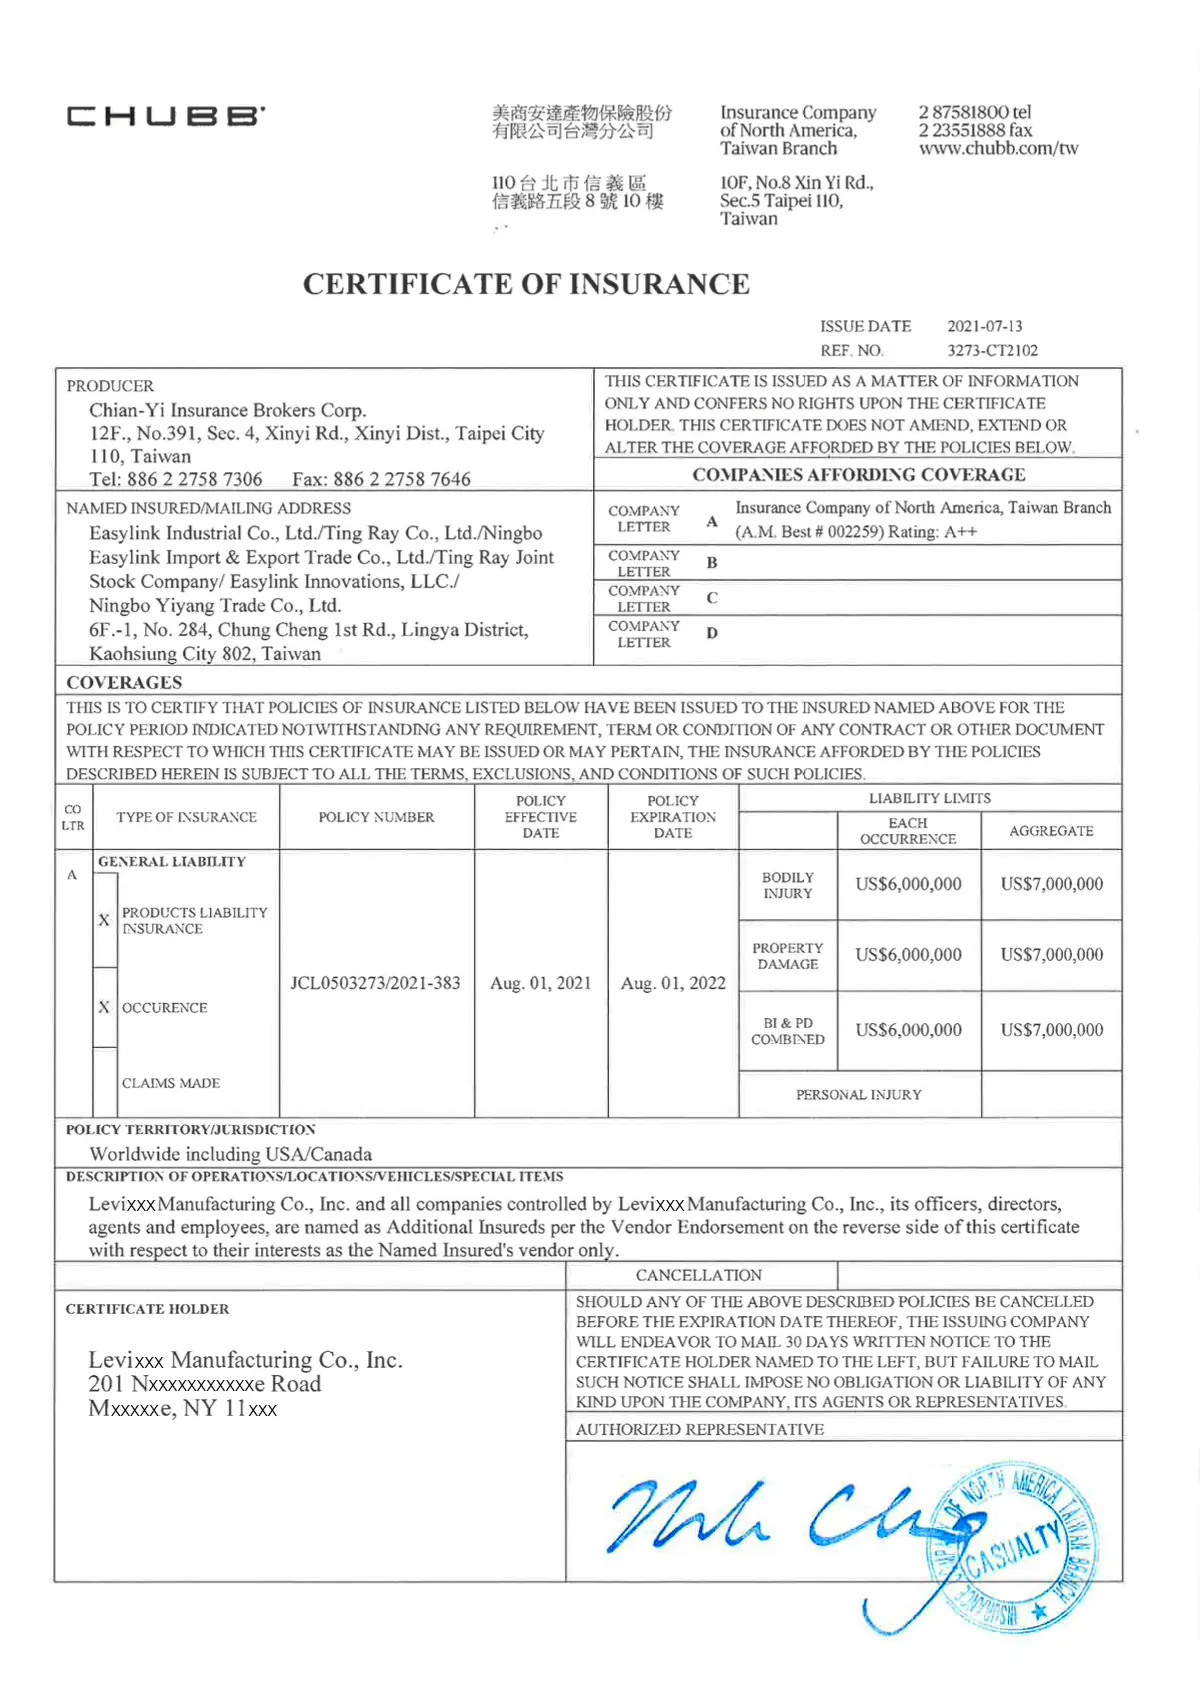 CHUBB
美商安達產物保險股份
有限公司台灣分公司
110 台北市信義區
信義路五段 8 號 10 樓
Insurance Company
of North America,
Taiwan Branch
10F, No.8 Xin Yi Rd.,
Sec.5 Taipei 110,
Taiwan
2 87581800 tel
2 23551888 fax
www.chubb.com/tw
CERTIFICATE OF INSURANCE
ISSUE DATE 2021-07-13
REF. NO. 3273-CT2102
PRODUCER
Chian-Yi Insurance Brokers Corp.
12F., No.391, Sec. 4, Xinyi Rd., Xinyi Dist., Taipei City
110, Taiwan
Tel: 886 2 2758 7306 Fax: 886 2 2758 7646
THIS CERTIFICATE IS ISSUED AS A MATTER OF INFORMATION
ONLY AND CONFERS NO RIGHTS UPON THE CERTIFICATE
HOLDER. THIS CERTIFICATE DOES NOT AMEND, EXTEND OR
ALTER THE COVERAGE AFFORDED BY THE POLICIES BELOW.
COMPANIES AFFORDING COVERAGE
NAMED INSURED/MAILING ADDRESS
Easylink Industrial Co., Ltd./Ting Ray Co., Ltd./Ningbo
Easylink Import & Export Trade Co., Ltd./Ting Ray Joint
Stock Company/ Easylink Innovations, LLC./
Ningbo Yiyang Trade Co., Ltd.
6F.-1, No. 284, Chung Cheng 1st Rd., Lingya District,
Kaohsiung City 802, Taiwan
COMPANY
LETTER A
Insurance Company of North America, Taiwan Branch
(A.M. Best # 002259) Rating: A++
COMPANY
LETTER B
COMPANY
LETTER C
COMPANY
LETTER D
COVERAGES
THIS IS TO CERTIFY THAT POLICIES OF INSURANCE LISTED BELOW HAVE BEEN ISSUED TO THE INSURED NAMED ABOVE FOR THE
POLICY PERIOD INDICATED NOTWITHSTANDING ANY REQUIREMENT, TERM OR CONDITION OF ANY CONTRACT OR OTHER DOCUMENT
WITH RESPECT TO WHICH THIS CERTIFICATE MAY BE ISSUED OR MAY PERTAIN, THE INSURANCE AFFORDED BY THE POLICIES
DESCRIBED HEREIN IS SUBJECT TO ALL THE TERMS, EXCLUSIONS, AND CONDITIONS OF SUCH POLICIES.
CO
LTR
TYPE OF INSURANCE
POLICY NUMBER
POLICY
EFFECTIVE
DATE
POLICY
EXPIRATION
DATE
LIABILITY LIMITS
EACH
OCCURRENCE
AGGREGATE
A
GENERAL LIABILITY
X PRODUCTS LIABILITY
INSURANCE
X OCCURENCE
CLAIMS MADE
JCL0503273/2021-383
Aug. 01, 2021
Aug. 01, 2022
BODILY
INJURY
US$6,000,000 US$7,000,000
PROPERTY
DAMAGE
US$6,000,000 US$7,000,000
BI & PD
COMBINED
US$6,000,000 US$7,000,000
PERSONAL INJURY
POLICY TERRITORY/JURISDICTION
Worldwide including USA/Canada
DESCRIPTION OF OPERATIONS/LOCATIONS/VEHICLES/SPECIAL ITEMS
Levixxx Manufacturing Co., Inc. and all companies controlled by Levixxx Manufacturing Co., Inc., its officers, directors,
agents and employees, are named as Additional Insureds per the Vendor Endorsement on the reverse side of this certificate
with respect to their interests as the Named Insured's vendor only.
CANCELLATION
CERTIFICATE HOLDER
Levixxx Manufacturing Co., Inc.
201 Nxxxxxxxxxxxe Road
Mxxxxxe, NY 11xxx
SHOULD ANY OF THE ABOVE DESCRIBED POLICIES BE CANCELLED
BEFORE THE EXPIRATION DATE THEREOF, THE ISSUING COMPANY
WILL ENDEAVOR TO MAIL 30 DAYS WRITTEN NOTICE TO THE
CERTIFICATE HOLDER NAMED TO THE LEFT, BUT FAILURE TO MAIL
SUCH NOTICE SHALL IMPOSE NO OBLIGATION OR LIABILITY OF ANY
KIND UPON THE COMPANY, ITS AGENTS OR REPRESENTATIVES.
AUTHORIZED REPRESENTATIVE
INSURANCE COMPANY OF NORTH AMERICA TAIWAN BRANCH
CASUALTY